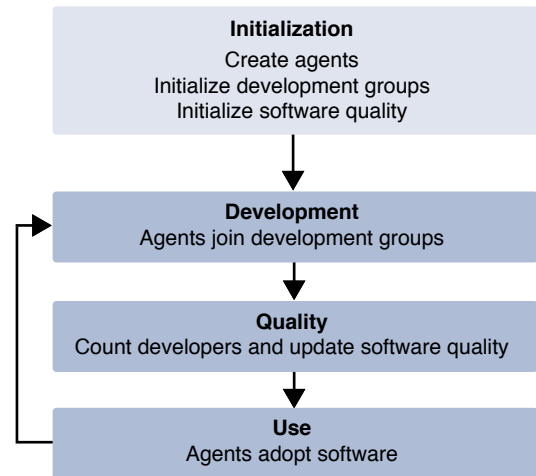 Initialization
Create agents
Initialize development groups
Initialize software quality
Development
Agents join development groups
Quality
Count developers and update software quality
Use
Agents adopt software